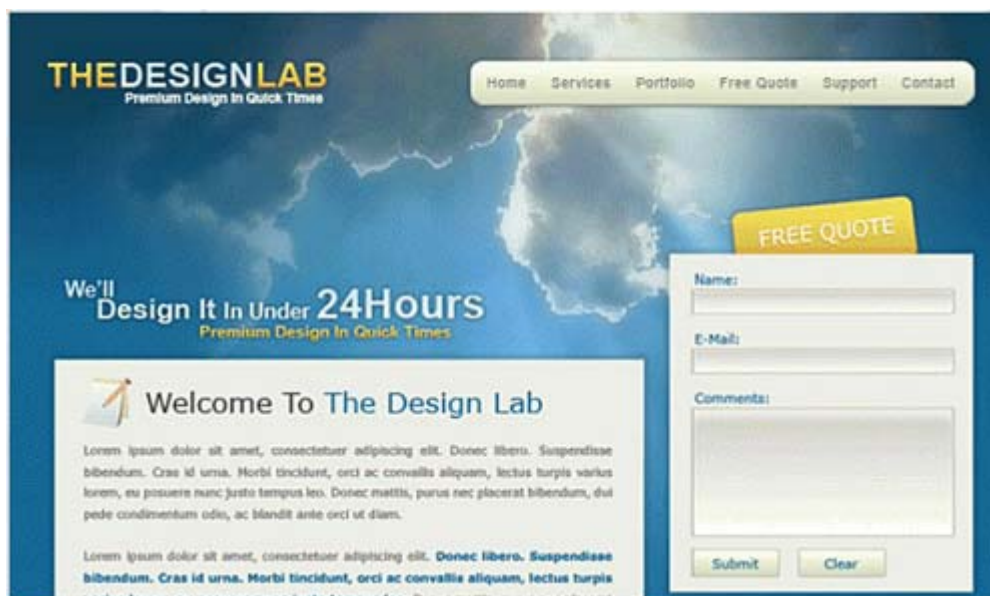 THEDESIGNLAB
Premium Design In Quick Times
Home Services Portfolio Free Quote Support Contact
FREE QUOTE
We'll
Design It In Under 24Hours
Premium Design In Quick Times
Name:
E-Mail:
Comments:
Submit Clear
Welcome To The Design Lab
Lorem ipsum dolor sit amet, consectetuer adipiscing elit. Donec libero. Suspendisse
bibendum. Cras id urna. Morbi tincidunt, orci ac convallis aliquam, lectus turpis varius
lorem, eu posuere nunc justo tempus leo. Donec mattis, purus nec placerat bibendum, dui
pede condimentum odio, ac blandit ante orci ut diam.
Lorem ipsum dolor sit amet, consectetuer adipiscing elit. Donec libero. Suspendisse
bibendum. Cras id urna. Morbi tincidunt, orci ac convallis aliquam, lectus turpis